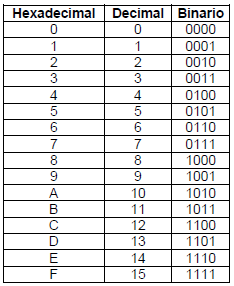 Hexadecimal Decimal Binario
0 0 0000
1 1 0001
2 2 0010
3 3 0011
4 4 0100
5 5 0101
6 6 0110
7 7 0111
8 8 1000
9 9 1001
A 10 1010
B 11 1011
C 12 1100
D 13 1101
E 14 1110
F 15 1111